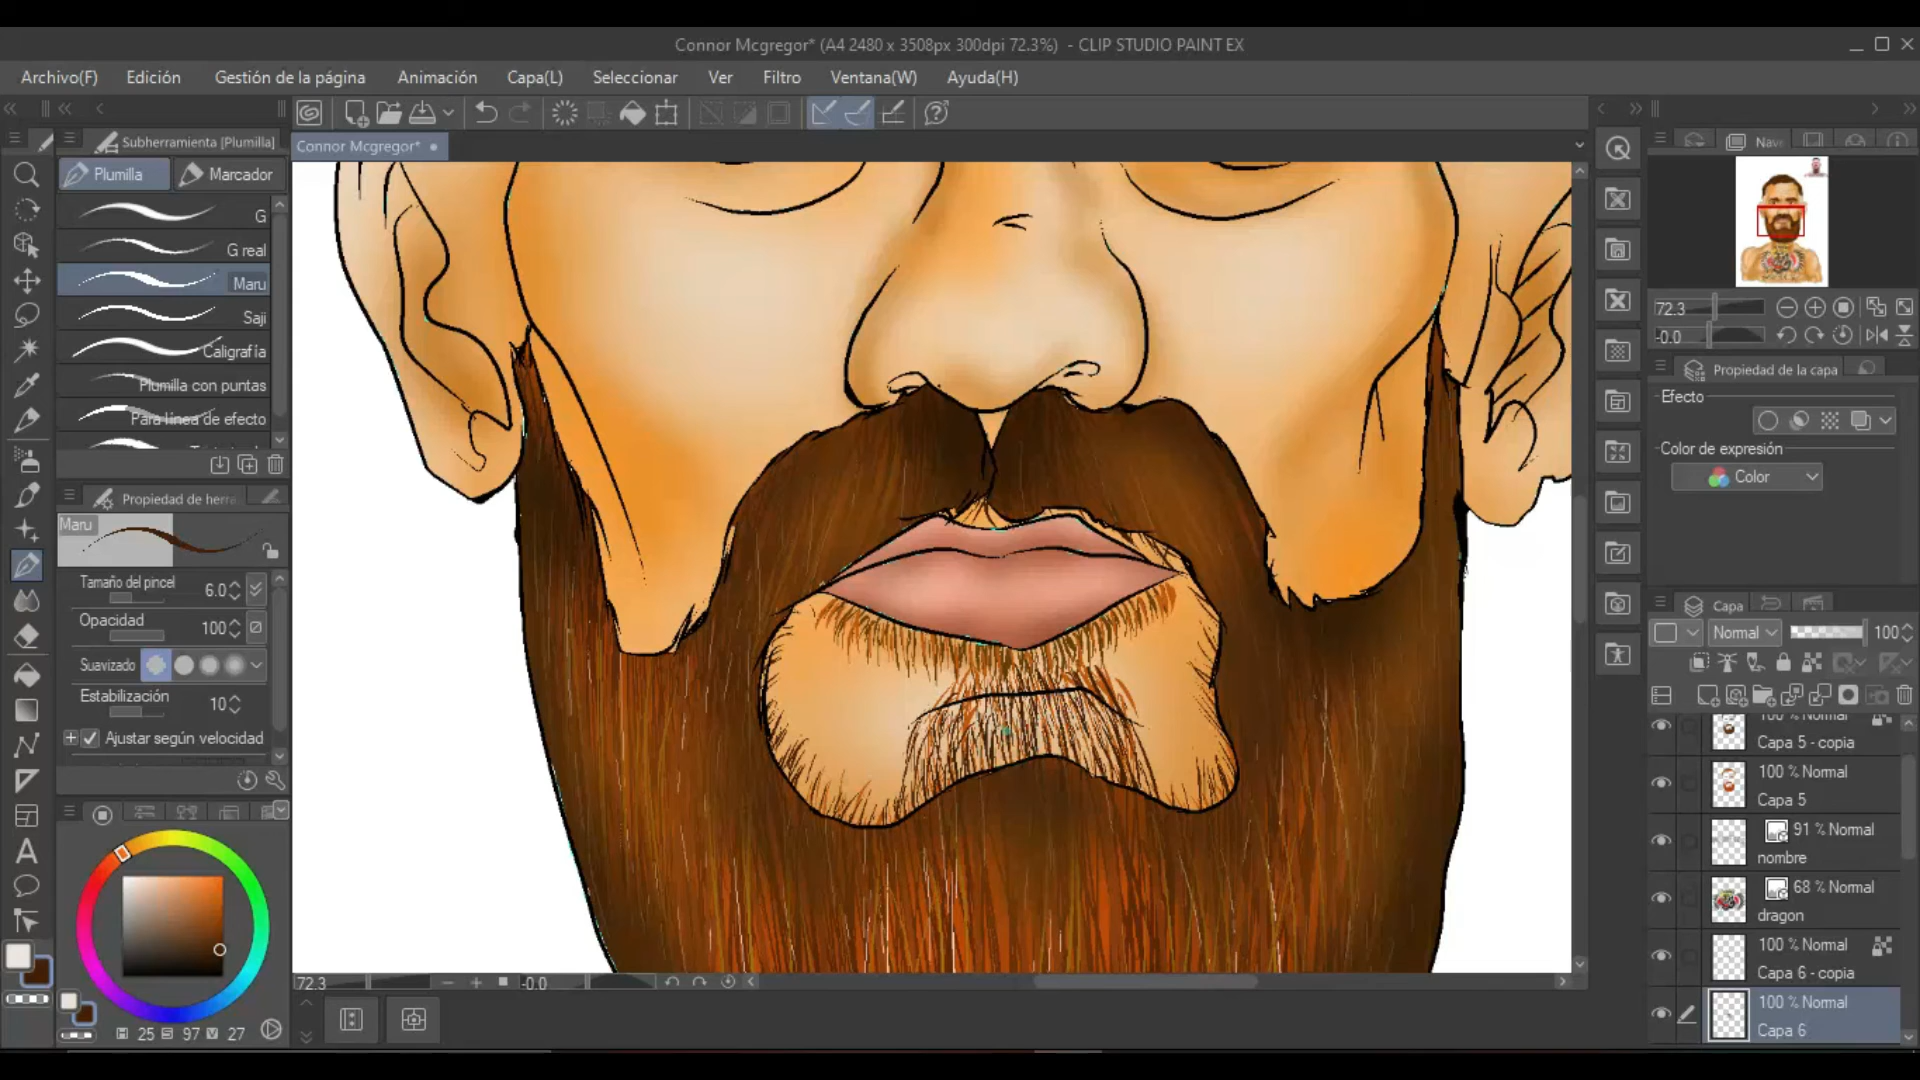 Connor Mcgregor* (A4 2480 x 3508px 300dpi 72.3%) - CLIP STUDIO PAINT EX
Archivo(F) Edición Gestión de la página Animación Capa(L) Seleccionar Ver Filtro Ventana(W) Ayuda(H)
Subherramienta [Plumilla]
Connor Mcgregor*
Plumilla Marcador
G
G real
Maru
Saji
Caligrafía
Plumilla con puntas
Para línea de efecto
Propiedad de herr
Maru
Tamaño del pincel 6.0
Opacidad 100
Suavizado
Estabilización 10
Ajustar según velocidad
H 25 S 97 V 27
72.3 -0.0
Nav
72.3
-0.0
Propiedad de la capa
Efecto
Color de expresión
Color
Capa
Normal 100
100 % Normal
Capa 5 - copia
100 % Normal
Capa 5
91 % Normal
nombre
68 % Normal
dragon
100 % Normal
Capa 6 - copia
100 % Normal
Capa 6